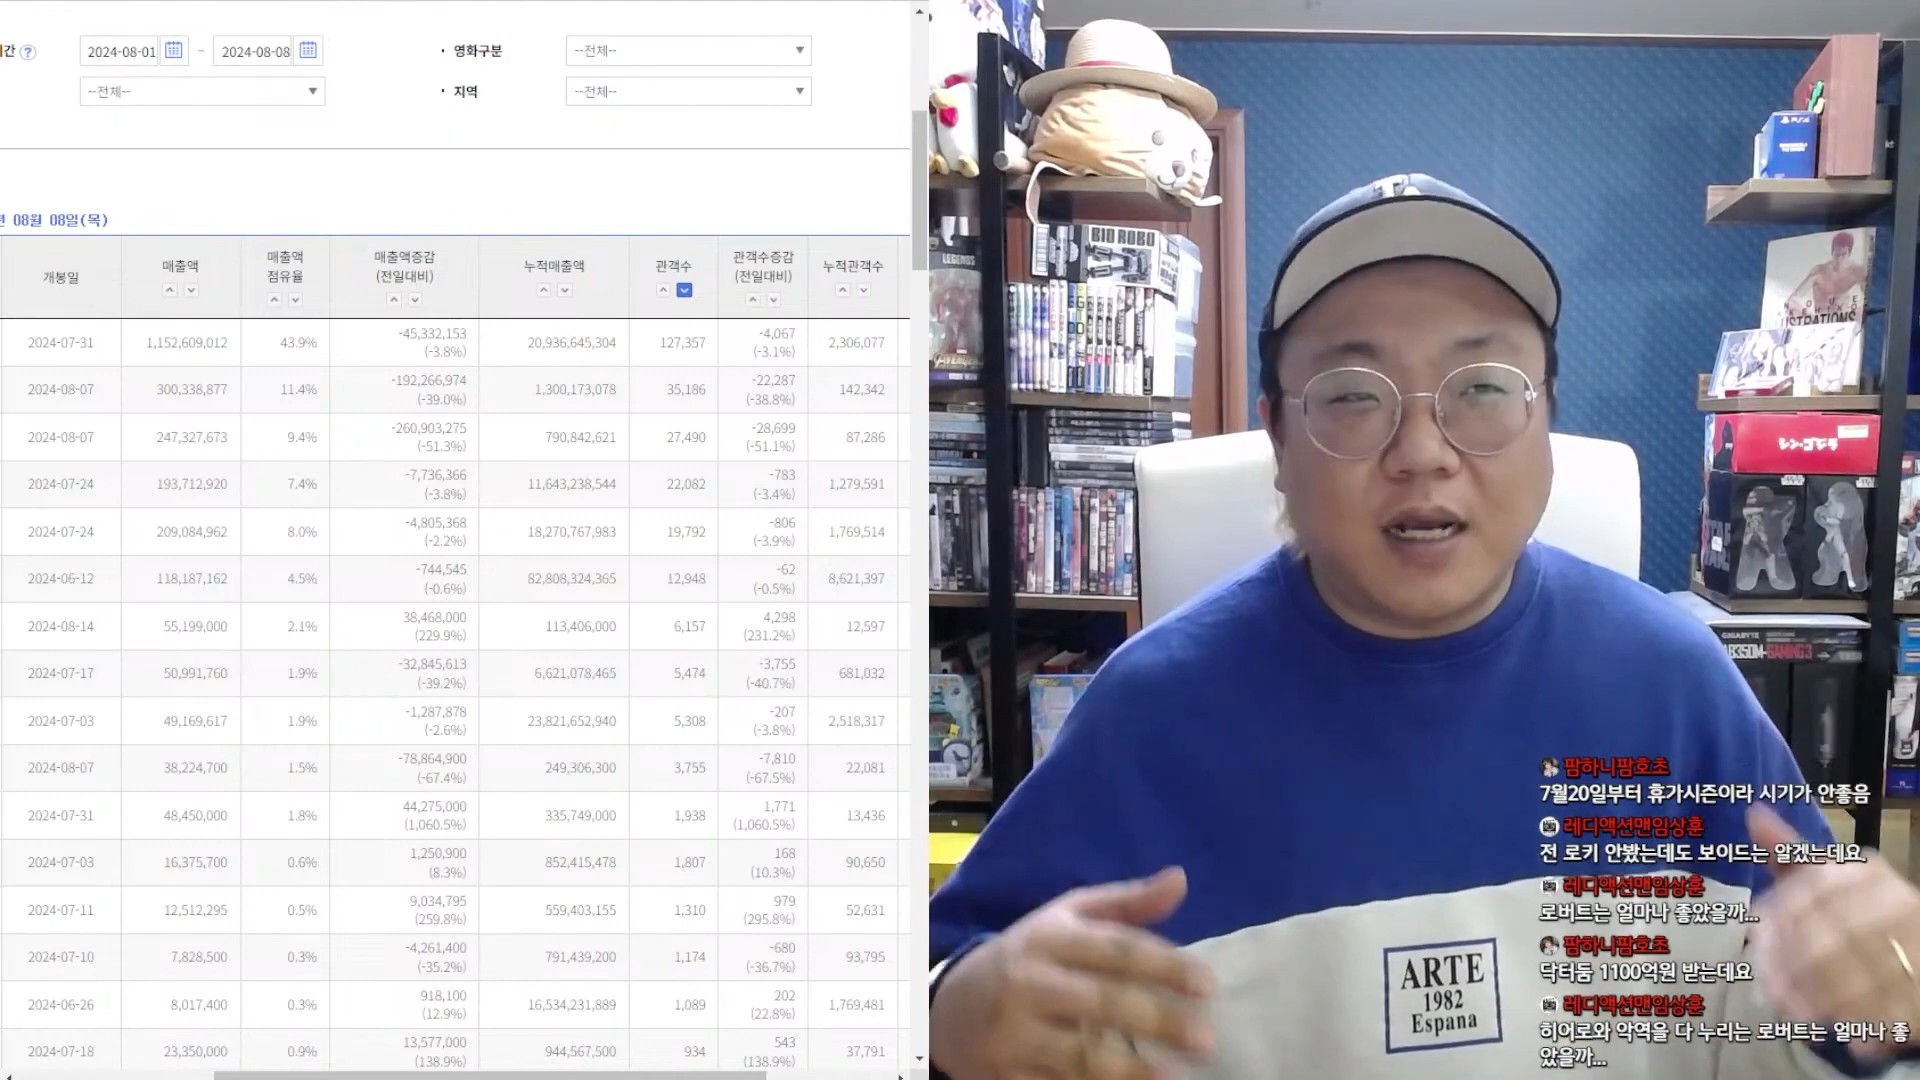 간 ? 2024-08-01 ~ 2024-08-08 · 영화구분 --전체--
--전체-- · 지역 --전체--
08월 08일(목)
개봉일 매출액 매출액 점유율 매출액증감 (전일대비) 누적매출액 관객수 관객수증감 (전일대비) 누적관객수
2024-07-31 1,152,609,012 43.9% -45,332,153 (-3.8%) 20,936,645,304 127,357 -4,067 (-3.1%) 2,306,077
2024-08-07 300,338,877 11.4% -192,266,974 (-39.0%) 1,300,173,078 35,186 -22,287 (-38.8%) 142,342
2024-08-07 247,327,673 9.4% -260,903,275 (-51.3%) 790,842,621 27,490 -28,699 (-51.1%) 87,286
2024-07-24 193,712,920 7.4% -7,736,366 (-3.8%) 11,643,238,544 22,082 -783 (-3.4%) 1,279,591
2024-07-24 209,084,962 8.0% -4,805,368 (-2.2%) 18,270,767,983 19,792 -806 (-3.9%) 1,769,514
2024-06-12 118,187,162 4.5% -744,545 (-0.6%) 82,808,324,365 12,948 -62 (-0.5%) 8,621,397
2024-08-14 55,199,000 2.1% 38,468,000 (229.9%) 113,406,000 6,157 4,298 (231.2%) 12,597
2024-07-17 50,991,760 1.9% -32,845,613 (-39.2%) 6,621,078,465 5,474 -3,755 (-40.7%) 681,032
2024-07-03 49,169,617 1.9% -1,287,878 (-2.6%) 23,821,652,940 5,308 -207 (-3.8%) 2,518,317
2024-08-07 38,224,700 1.5% -78,864,900 (-67.4%) 249,306,300 3,755 -7,810 (-67.5%) 22,081
2024-07-31 48,450,000 1.8% 44,275,000 (1,060.5%) 335,749,000 1,938 1,771 (1,060.5%) 13,436
2024-07-03 16,375,700 0.6% 1,250,900 (8.3%) 852,415,478 1,807 168 (10.3%) 90,650
2024-07-11 12,512,295 0.5% 9,034,795 (259.8%) 559,403,155 1,310 979 (295.8%) 52,631
2024-07-10 7,828,500 0.3% -4,261,400 (-35.2%) 791,439,200 1,174 -680 (-36.7%) 93,795
2024-06-26 8,017,400 0.3% 918,100 (12.9%) 16,534,231,889 1,089 202 (22.8%) 1,769,481
2024-07-18 23,350,000 0.9% 13,577,000 (138.9%) 944,567,500 934 543 (138.9%) 37,791
BIO ROBO
LEGENDS
PS4
シン・ゴジラ
STAR WARS
GIGABYTE
AB350M-GAMING 3
ARTE
1982
Espana
팜하니팜호초
7월20일부터 휴가시즌이라 시기가 안좋음
레디액션맨임상훈
전 로키 안봤는데도 보이드는 알겠는데요.
레디액션맨임상훈
로버트는 얼마나 좋았을까...
팜하니팜호초
닥터둠 1100억원 받는데요
레디액션맨임상훈
히어로와 악역을 다 누리는 로버트는 얼마나 좋
았을까...